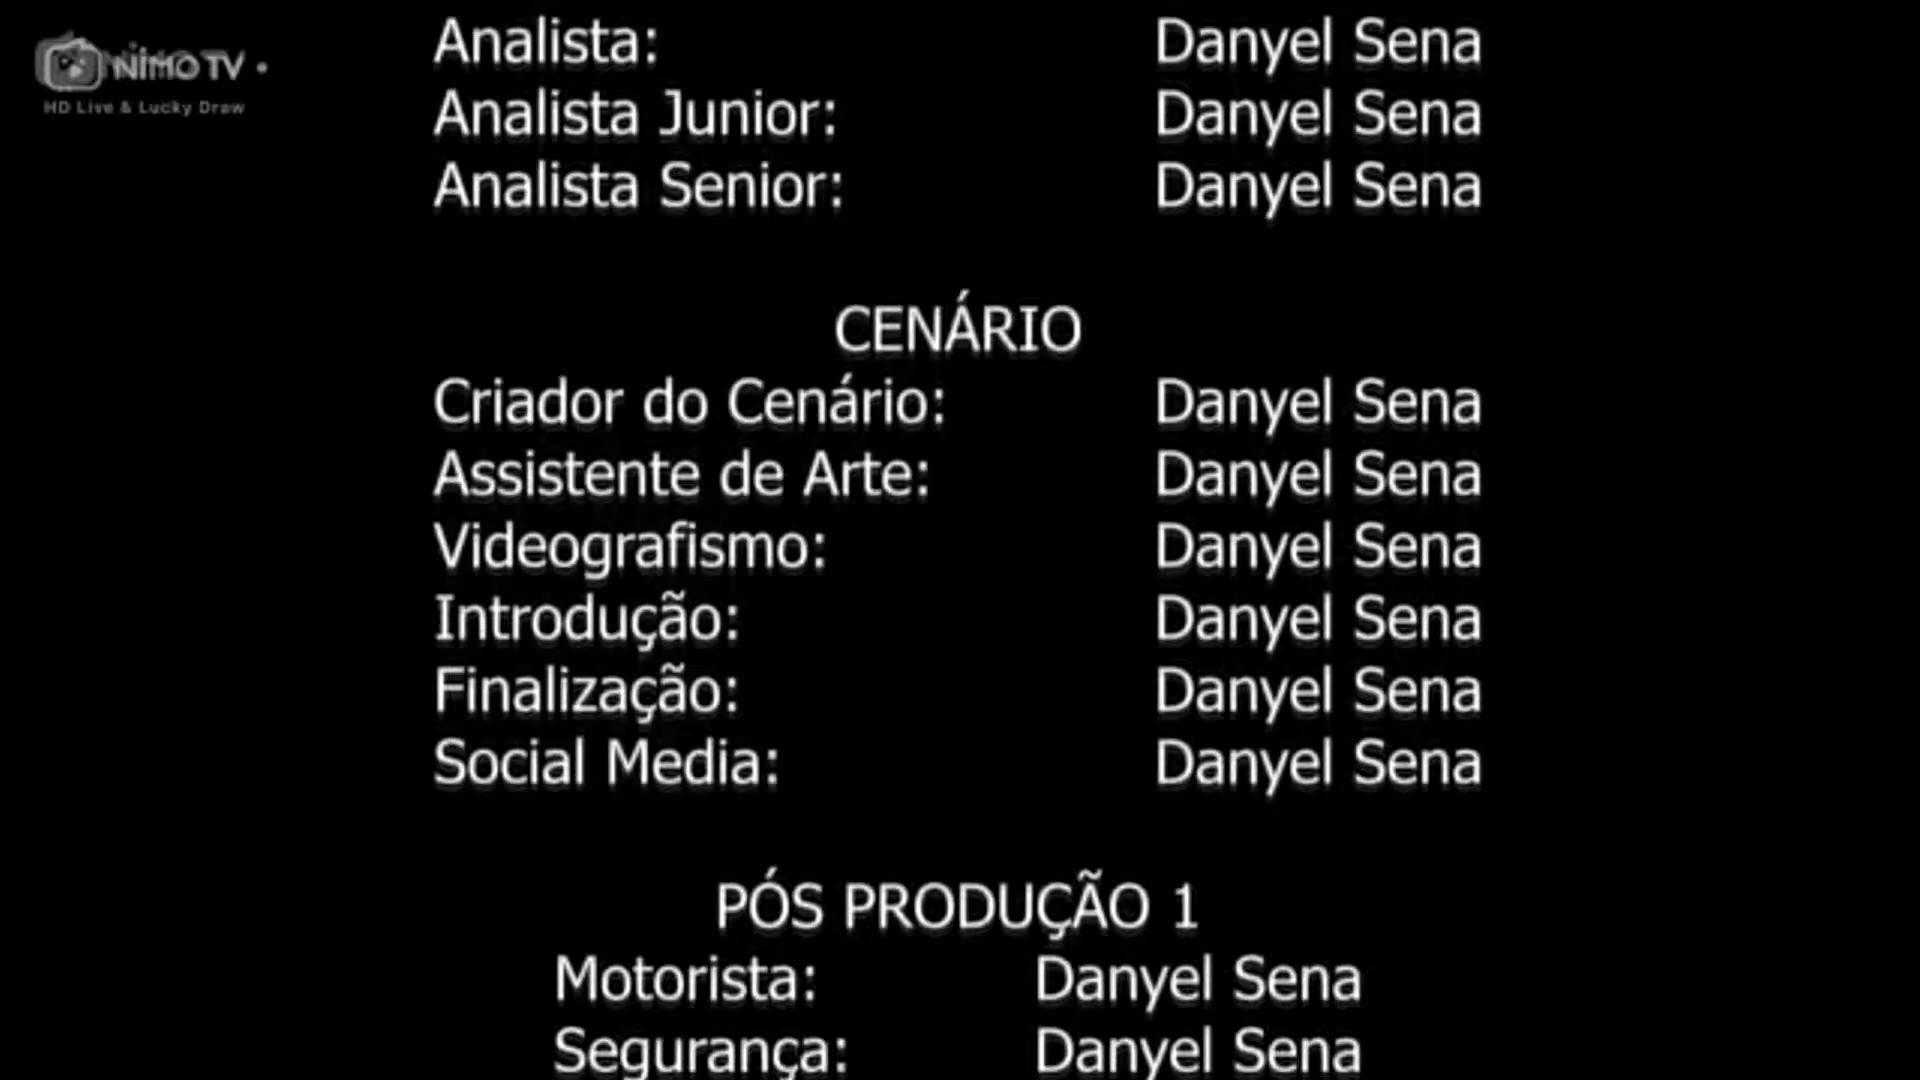 NIMO TV
HD Live & Lucky Draw
Analista: Danyel Sena
Analista Junior: Danyel Sena
Analista Senior: Danyel Sena
CENÁRIO
Criador do Cenário: Danyel Sena
Assistente de Arte: Danyel Sena
Videografismo: Danyel Sena
Introdução: Danyel Sena
Finalização: Danyel Sena
Social Media: Danyel Sena
PÓS PRODUÇÃO 1
Motorista: Danyel Sena
Segurança: Danyel Sena